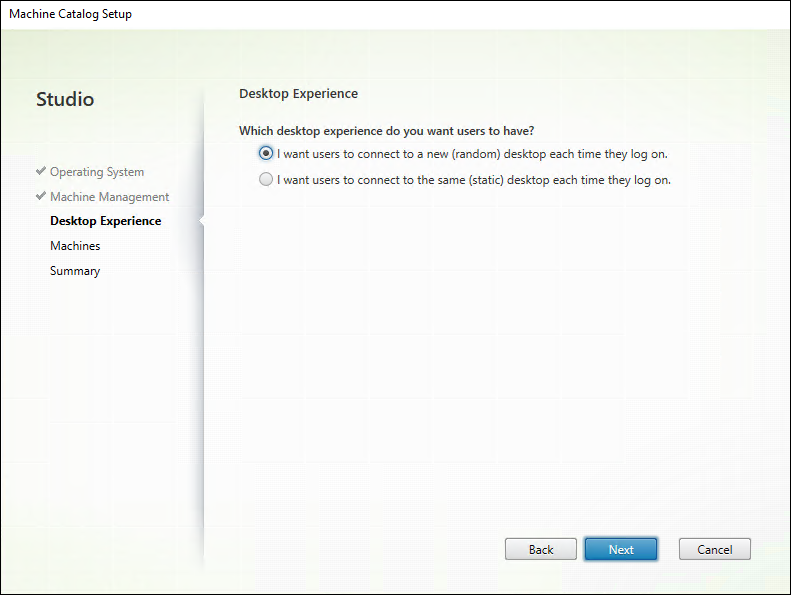 Machine Catalog Setup
Studio
Operating System
Machine Management
Desktop Experience
Machines
Summary
Desktop Experience
Which desktop experience do you want users to have?
I want users to connect to a new (random) desktop each time they log on.
I want users to connect to the same (static) desktop each time they log on.
Back
Next
Cancel